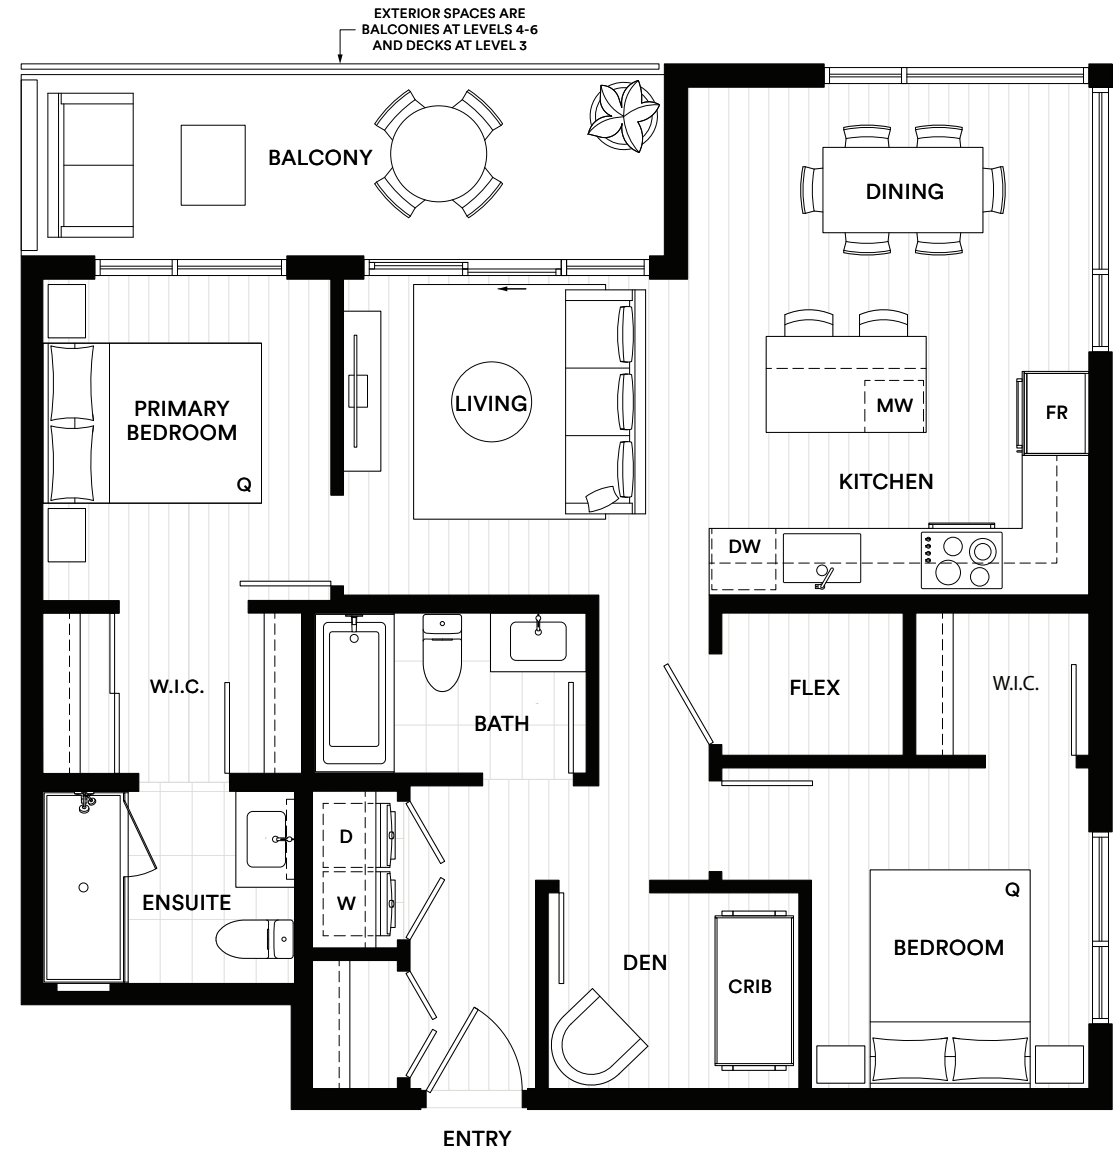 EXTERIOR SPACES ARE
BALCONIES AT LEVELS 4-6
AND DECKS AT LEVEL 3
BALCONY
DINING
PRIMARY
BEDROOM
Q
LIVING
MW
FR
KITCHEN
DW
W.I.C.
BATH
FLEX
W.I.C.
D
W
ENSUITE
Q
BEDROOM
DEN
CRIB
ENTRY